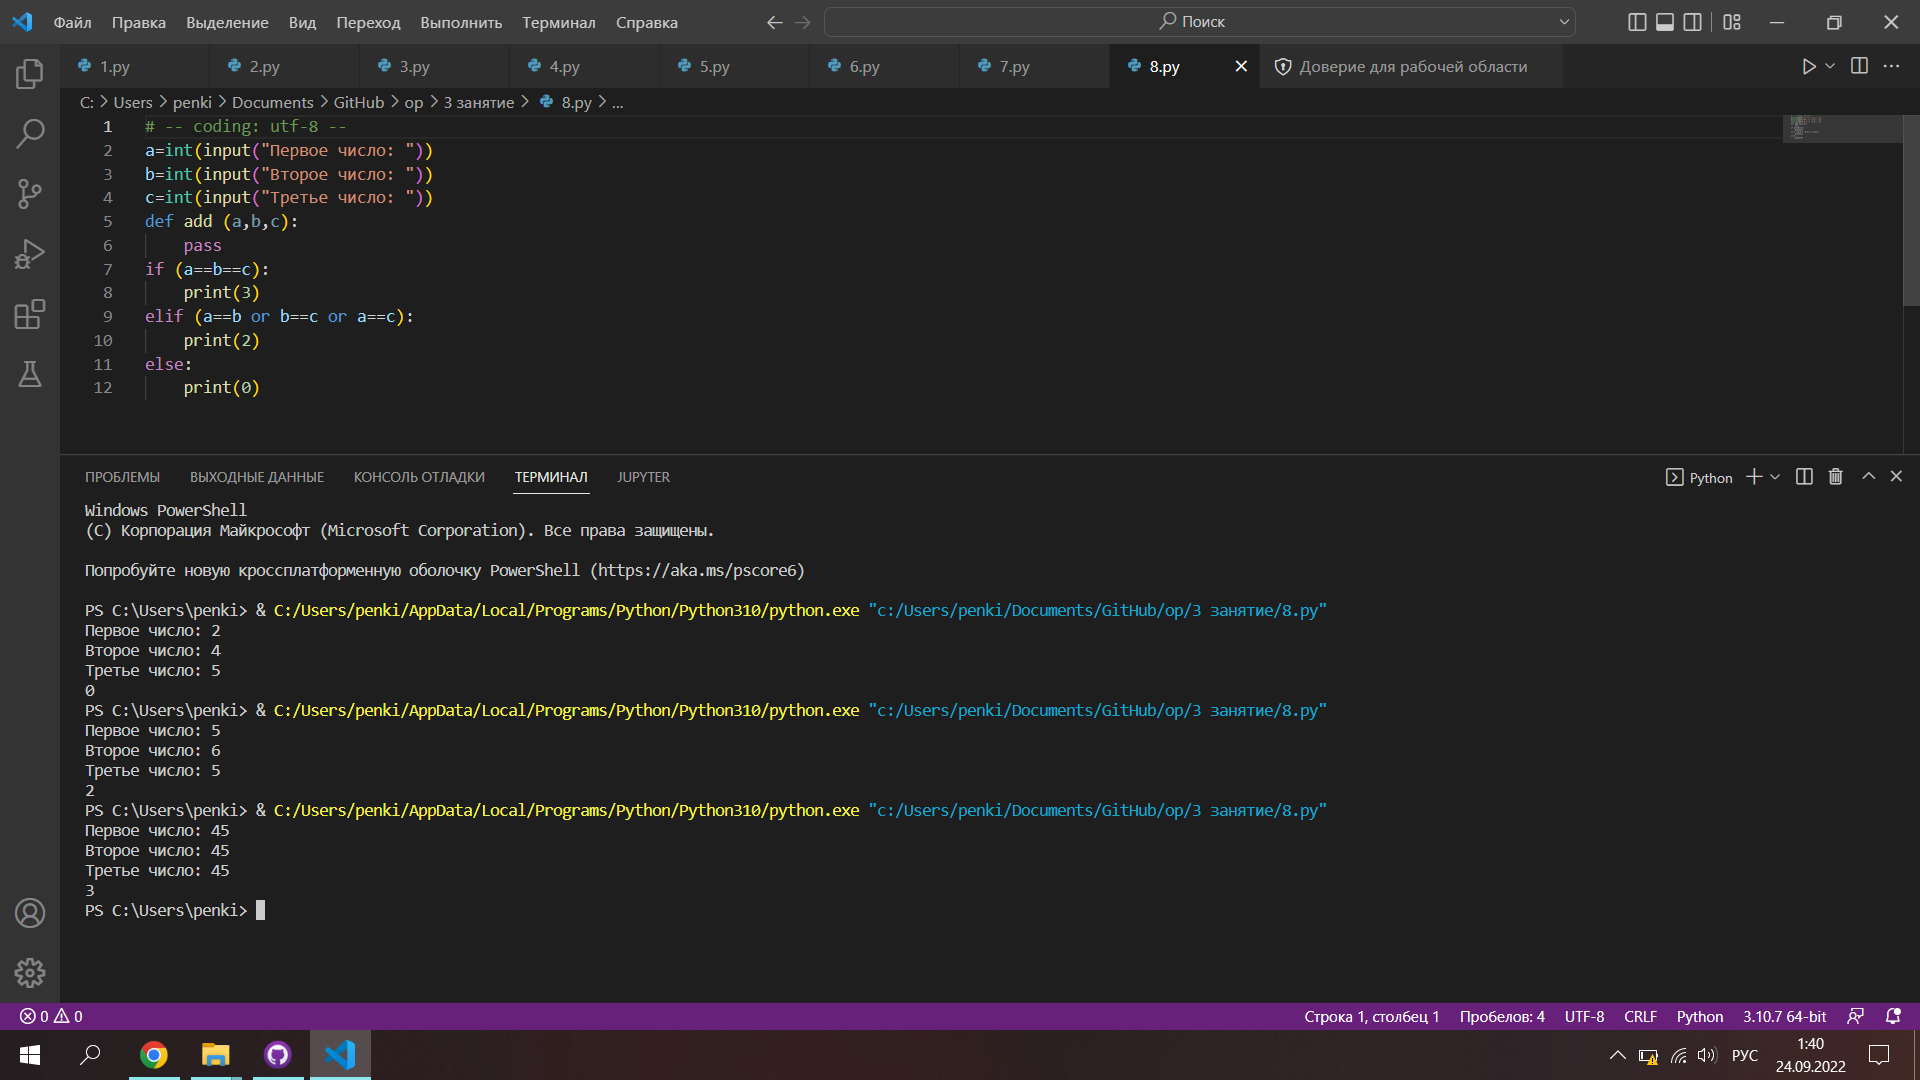 Файл Правка Выделение Вид Переход Выполнить Терминал Справка Поиск
1.py 2.py 3.py 4.py 5.py 6.py 7.py 8.py Доверие для рабочей области
C: > Users > penki > Documents > GitHub > op > 3 занятие > 8.py > ...
1 # -- coding: utf-8 --
2 a=int(input("Первое число: "))
3 b=int(input("Второе число: "))
4 c=int(input("Третье число: "))
5 def add (a,b,c):
6 pass
7 if (a==b==c):
8 print(3)
9 elif (a==b or b==c or a==c):
10 print(2)
11 else:
12 print(0)
ПРОБЛЕМЫ ВЫХОДНЫЕ ДАННЫЕ КОНСОЛЬ ОТЛАДКИ ТЕРМИНАЛ JUPYTER Python
Windows PowerShell
(C) Корпорация Майкрософт (Microsoft Corporation). Все права защищены.
Попробуйте новую кроссплатформенную оболочку PowerShell (https://aka.ms/pscore6)
PS C:\Users\penki> & C:/Users/penki/AppData/Local/Programs/Python/Python310/python.exe "c:/Users/penki/Documents/GitHub/op/3 занятие/8.py"
Первое число: 2
Второе число: 4
Третье число: 5
0
PS C:\Users\penki> & C:/Users/penki/AppData/Local/Programs/Python/Python310/python.exe "c:/Users/penki/Documents/GitHub/op/3 занятие/8.py"
Первое число: 5
Второе число: 6
Третье число: 5
2
PS C:\Users\penki> & C:/Users/penki/AppData/Local/Programs/Python/Python310/python.exe "c:/Users/penki/Documents/GitHub/op/3 занятие/8.py"
Первое число: 45
Второе число: 45
Третье число: 45
3
PS C:\Users\penki>
0 0 Строка 1, столбец 1 Пробелов: 4 UTF-8 CRLF Python 3.10.7 64-bit
РУС 1:40
24.09.2022